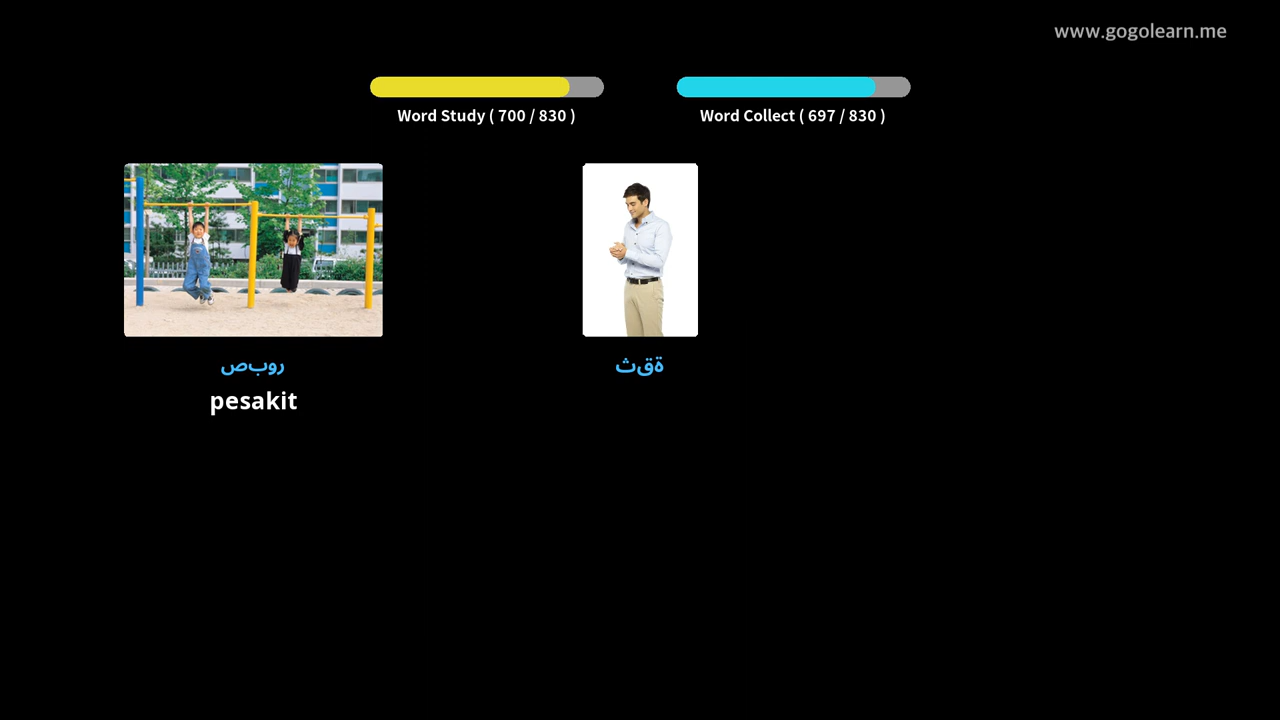 www.gogolearn.me
Word Study ( 700 / 830 )
Word Collect ( 697 / 830 )
روبص
ةقث
pesakit